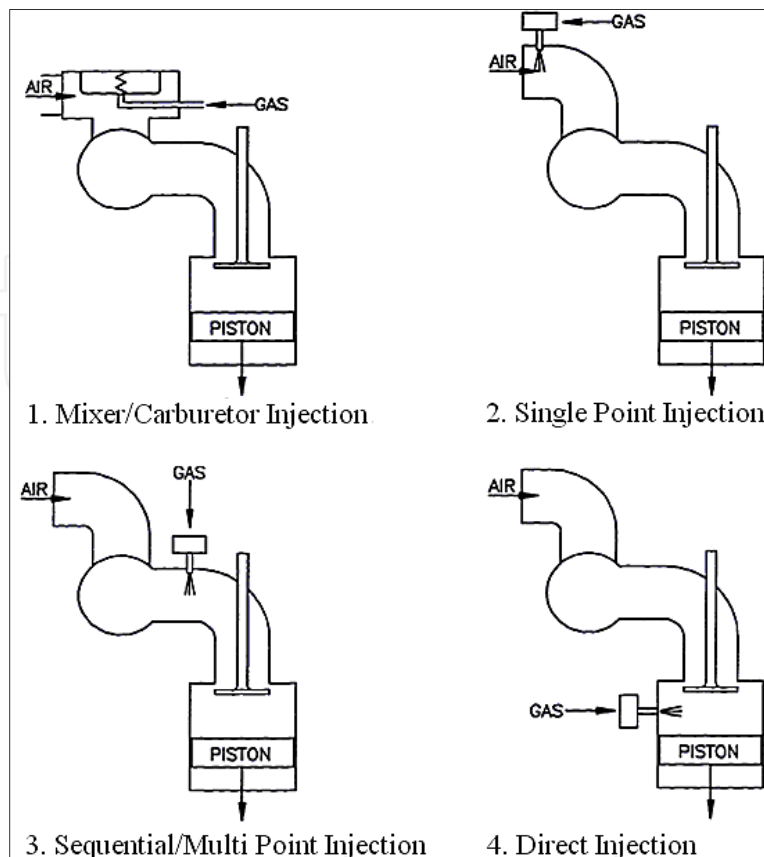 AIR
GAS
PISTON
1. Mixer/Carburetor Injection
GAS
AIR
PISTON
2. Single Point Injection
GAS
AIR
PISTON
3. Sequential/Multi Point Injection
AIR
GAS
PISTON
4. Direct Injection